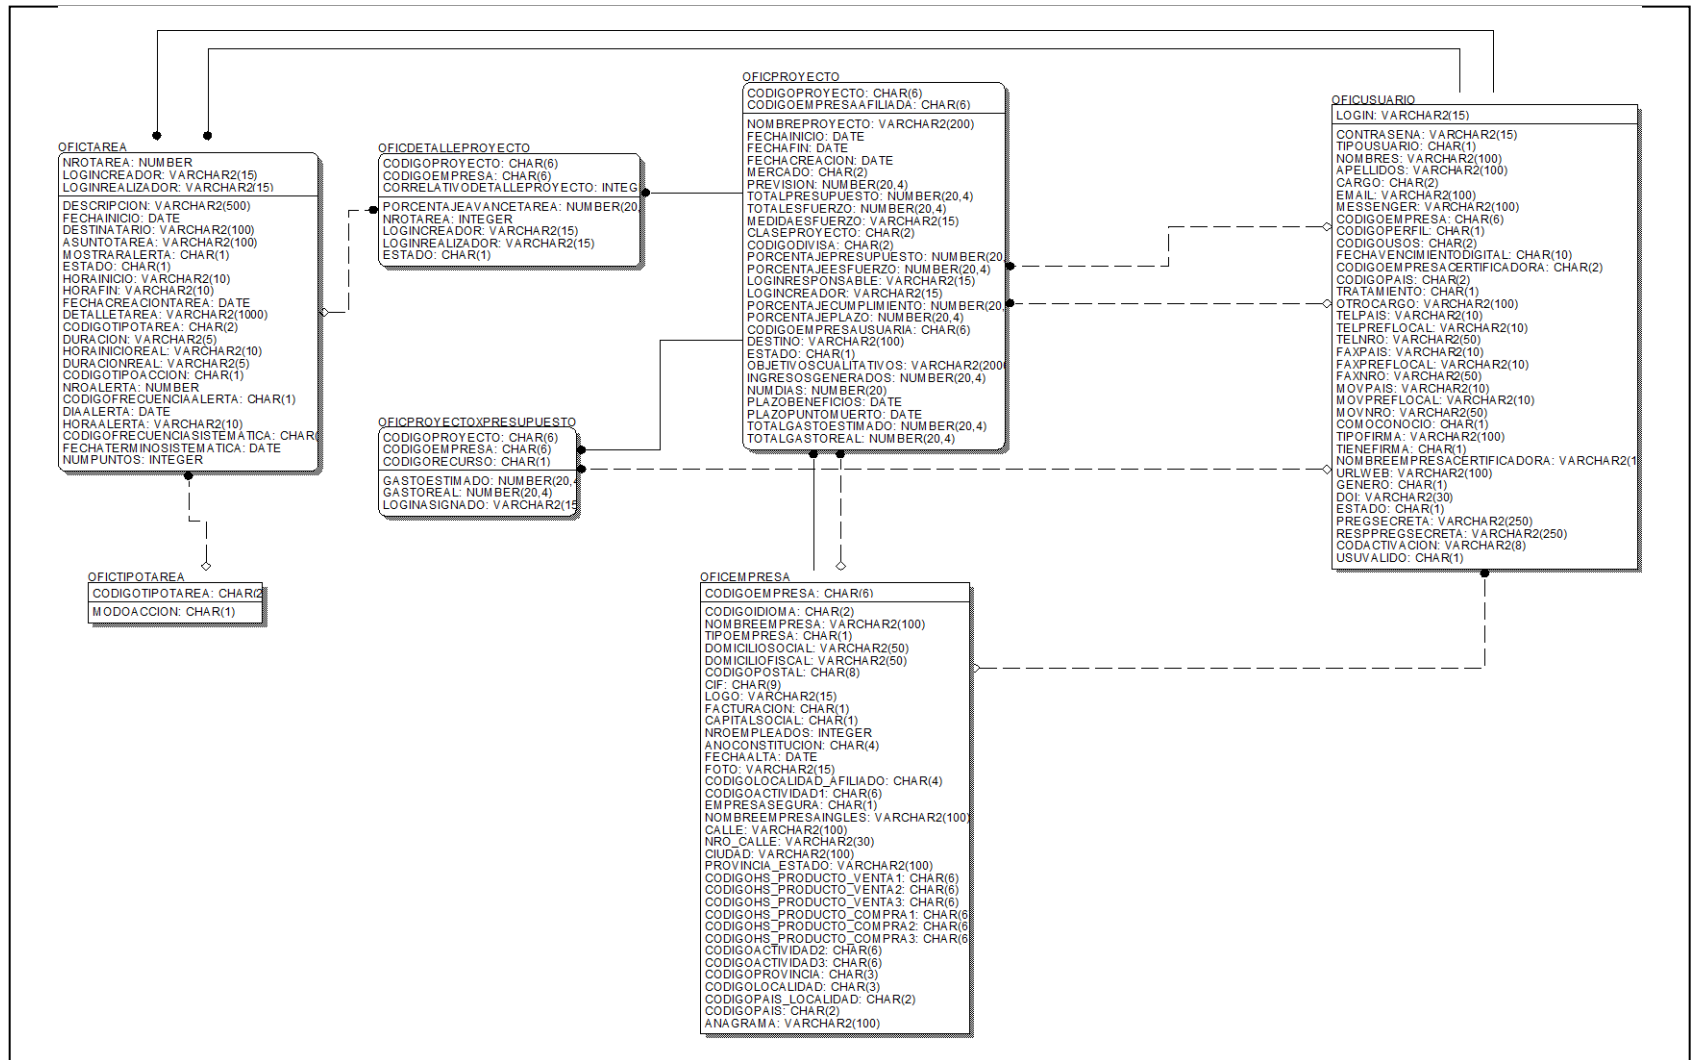 OFICPROYECTO
CODIGOPROYECTO: CHAR(6)
CODIGOEMPRESAAFILIADA: CHAR(6)
NOMBREPROYECTO: VARCHAR2(200)
FECHAINICIO: DATE
FECHAFIN: DATE
FECHACREACION: DATE
MERCADO: CHAR(2)
PREVISION: NUMBER(20,4)
TOTALPRESUPUESTO: NUMBER(20,4)
TOTALESFUERZO: NUMBER(20,4)
MEDIDAESFUERZO: VARCHAR2(15)
CLASEPROYECTO: CHAR(2)
CODIGODIVISA: CHAR(2)
PORCENTAJEPRESUPUESTO: NUMBER(20,
PORCENTAJEESFUERZO: NUMBER(20,4)
LOGINRESPONSABLE: VARCHAR2(15)
LOGINCREADOR: VARCHAR2(15)
PORCENTAJECUMPLIMIENTO: NUMBER(20,
PORCENTAJEPLAZO: NUMBER(20,4)
CODIGOEMPRESAUSUARIA: CHAR(6)
DESTINO: VARCHAR2(100)
ESTADO: CHAR(1)
OBJETIVOSCUALITATIVOS: VARCHAR2(200
INGRESOSGENERADOS: NUMBER(20,4)
NUMDIAS: NUMBER(20)
PLAZOBENEFICIOS: DATE
PLAZOPUNTOMUERTO: DATE
TOTALGASTOESTIMADO: NUMBER(20,4)
TOTALGASTOREAL: NUMBER(20,4)
OFICUSUARIO
LOGIN: VARCHAR2(15)
CONTRASENA: VARCHAR2(15)
TIPOUSUARIO: CHAR(1)
NOMBRES: VARCHAR2(100)
APELLIDOS: VARCHAR2(100)
CARGO: CHAR(2)
EMAIL: VARCHAR2(100)
MESSENGER: VARCHAR2(100)
CODIGOEMPRESA: CHAR(6)
CODIGOPERFIL: CHAR(1)
CODIGOUSOS: CHAR(2)
FECHAVENCIMIENTODIGITAL: CHAR(10)
CODIGOEMPRESACERTIFICADORA: CHAR(2)
CODIGOPAIS: CHAR(2)
TRATAMIENTO: CHAR(1)
OTROCARGO: VARCHAR2(100)
TELPAIS: VARCHAR2(10)
TELPREFLOCAL: VARCHAR2(10)
TELNRO: VARCHAR2(50)
FAXPAIS: VARCHAR2(10)
FAXPREFLOCAL: VARCHAR2(10)
FAXNRO: VARCHAR2(50)
MOVPAIS: VARCHAR2(10)
MOVPREFLOCAL: VARCHAR2(10)
MOVNRO: VARCHAR2(50)
COMOCONOCIO: CHAR(1)
TIPOFIRMA: VARCHAR2(100)
TIENEFIRMA: CHAR(1)
NOMBREEMPRESACERTIFICADORA: VARCHAR2(1
URLWEB: VARCHAR2(100)
GENERO: CHAR(1)
DOI: VARCHAR2(30)
ESTADO: CHAR(1)
PREGSECRETA: VARCHAR2(250)
RESPPREGSECRETA: VARCHAR2(250)
CODACTIVACION: VARCHAR2(8)
USUVALIDO: CHAR(1)
OFICTAREA
NROTAREA: NUMBER
LOGINCREADOR: VARCHAR2(15)
LOGINREALIZADOR: VARCHAR2(15)
DESCRIPCION: VARCHAR2(500)
FECHAINICIO: DATE
DESTINATARIO: VARCHAR2(100)
ASUNTOTAREA: VARCHAR2(100)
MOSTRARALERTA: CHAR(1)
ESTADO: CHAR(1)
HORAINICIO: VARCHAR2(10)
HORAFIN: VARCHAR2(10)
FECHACREACIONTAREA: DATE
DETALLETAREA: VARCHAR2(1000)
CODIGOTIPOTAREA: CHAR(2)
DURACION: VARCHAR2(5)
HORAINICIOREAL: VARCHAR2(10)
DURACIONREAL: VARCHAR2(5)
CODIGOTIPOACCION: CHAR(1)
NROALERTA: NUMBER
CODIGOFRECUENCIAALERTA: CHAR(1)
DIAALERTA: DATE
HORAALERTA: VARCHAR2(10)
CODIGOFRECUENCIASISTEMATICA: CHAR(
FECHATERMINOSISTEMATICA: DATE
NUMPUNTOS: INTEGER
OFICDETALLEPROYECTO
CODIGOPROYECTO: CHAR(6)
CODIGOEMPRESA: CHAR(6)
CORRELATIVODETALLEPROYECTO: INTEG
PORCENTAJEAVANCETAREA: NUMBER(20,
NROTAREA: INTEGER
LOGINCREADOR: VARCHAR2(15)
LOGINREALIZADOR: VARCHAR2(15)
ESTADO: CHAR(1)
OFICPROYECTOXPRESUPUESTO
CODIGOPROYECTO: CHAR(6)
CODIGOEMPRESA: CHAR(6)
CODIGORECURSO: CHAR(1)
GASTOESTIMADO: NUMBER(20,4
GASTOREAL: NUMBER(20,4)
LOGINASIGNADO: VARCHAR2(15
OFICTIPOTAREA
CODIGOTIPOTAREA: CHAR(2
MODOACCION: CHAR(1)
OFICEMPRESA
CODIGOEMPRESA: CHAR(6)
CODIGOIDIOMA: CHAR(2)
NOMBREEMPRESA: VARCHAR2(100)
TIPOEMPRESA: CHAR(1)
DOMICILIOSOCIAL: VARCHAR2(50)
DOMICILIOFISCAL: VARCHAR2(50)
CODIGOPOSTAL: CHAR(8)
CIF: CHAR(9)
LOGO: VARCHAR2(15)
FACTURACION: CHAR(1)
CAPITALSOCIAL: CHAR(1)
NROEMPLEADOS: INTEGER
ANOCONSTITUCION: CHAR(4)
FECHAALTA: DATE
FOTO: VARCHAR2(15)
CODIGOLOCALIDAD_AFILIADO: CHAR(4)
CODIGOACTIVIDAD1: CHAR(6)
EMPRESASEGURA: CHAR(1)
NOMBREEMPRESAINGLES: VARCHAR2(100)
CALLE: VARCHAR2(100)
NRO_CALLE: VARCHAR2(30)
CIUDAD: VARCHAR2(100)
PROVINCIA_ESTADO: VARCHAR2(100)
CODIGOHS_PRODUCTO_VENTA1: CHAR(6)
CODIGOHS_PRODUCTO_VENTA2: CHAR(6)
CODIGOHS_PRODUCTO_VENTA3: CHAR(6)
CODIGOHS_PRODUCTO_COMPRA1: CHAR(6
CODIGOHS_PRODUCTO_COMPRA2: CHAR(6
CODIGOHS_PRODUCTO_COMPRA3: CHAR(6
CODIGOACTIVIDAD2: CHAR(6)
CODIGOACTIVIDAD3: CHAR(6)
CODIGOPROVINCIA: CHAR(3)
CODIGOLOCALIDAD: CHAR(3)
CODIGOPAIS_LOCALIDAD: CHAR(2)
CODIGOPAIS: CHAR(2)
ANAGRAMA: VARCHAR2(100)